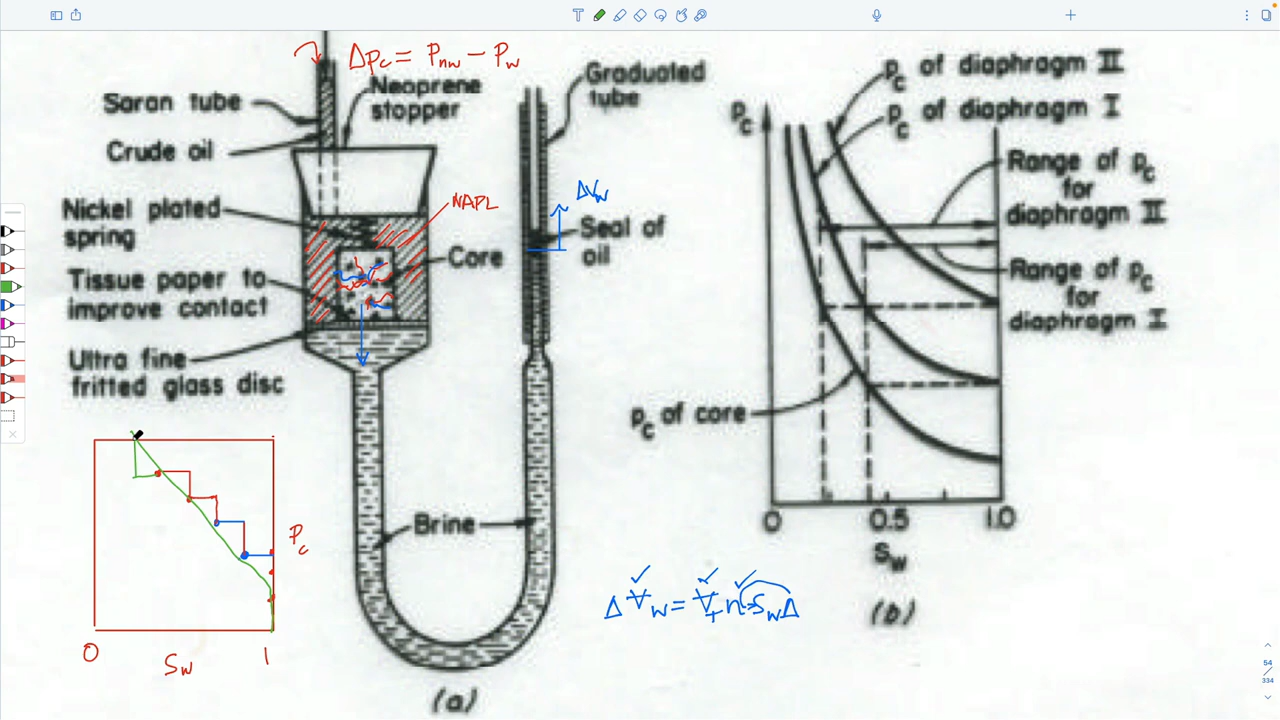 Δpc = Pnw − Pw
Saran tube
Crude oil
Neoprene
stopper
Graduated
tube
Nickel plated
spring
NAPL
ΔVw
Seal of
oil
Core
Tissue paper to
improve contact
Ultra fine
fritted glass disc
Brine
(a)
0
Sw
1
Pc
pc
pc of diaphragm II
pc of diaphragm I
Range of pc
for
diaphragm II
Range of pc
for
diaphragm I
pc of core
0
0.5
1.0
Sw
(b)
54
334